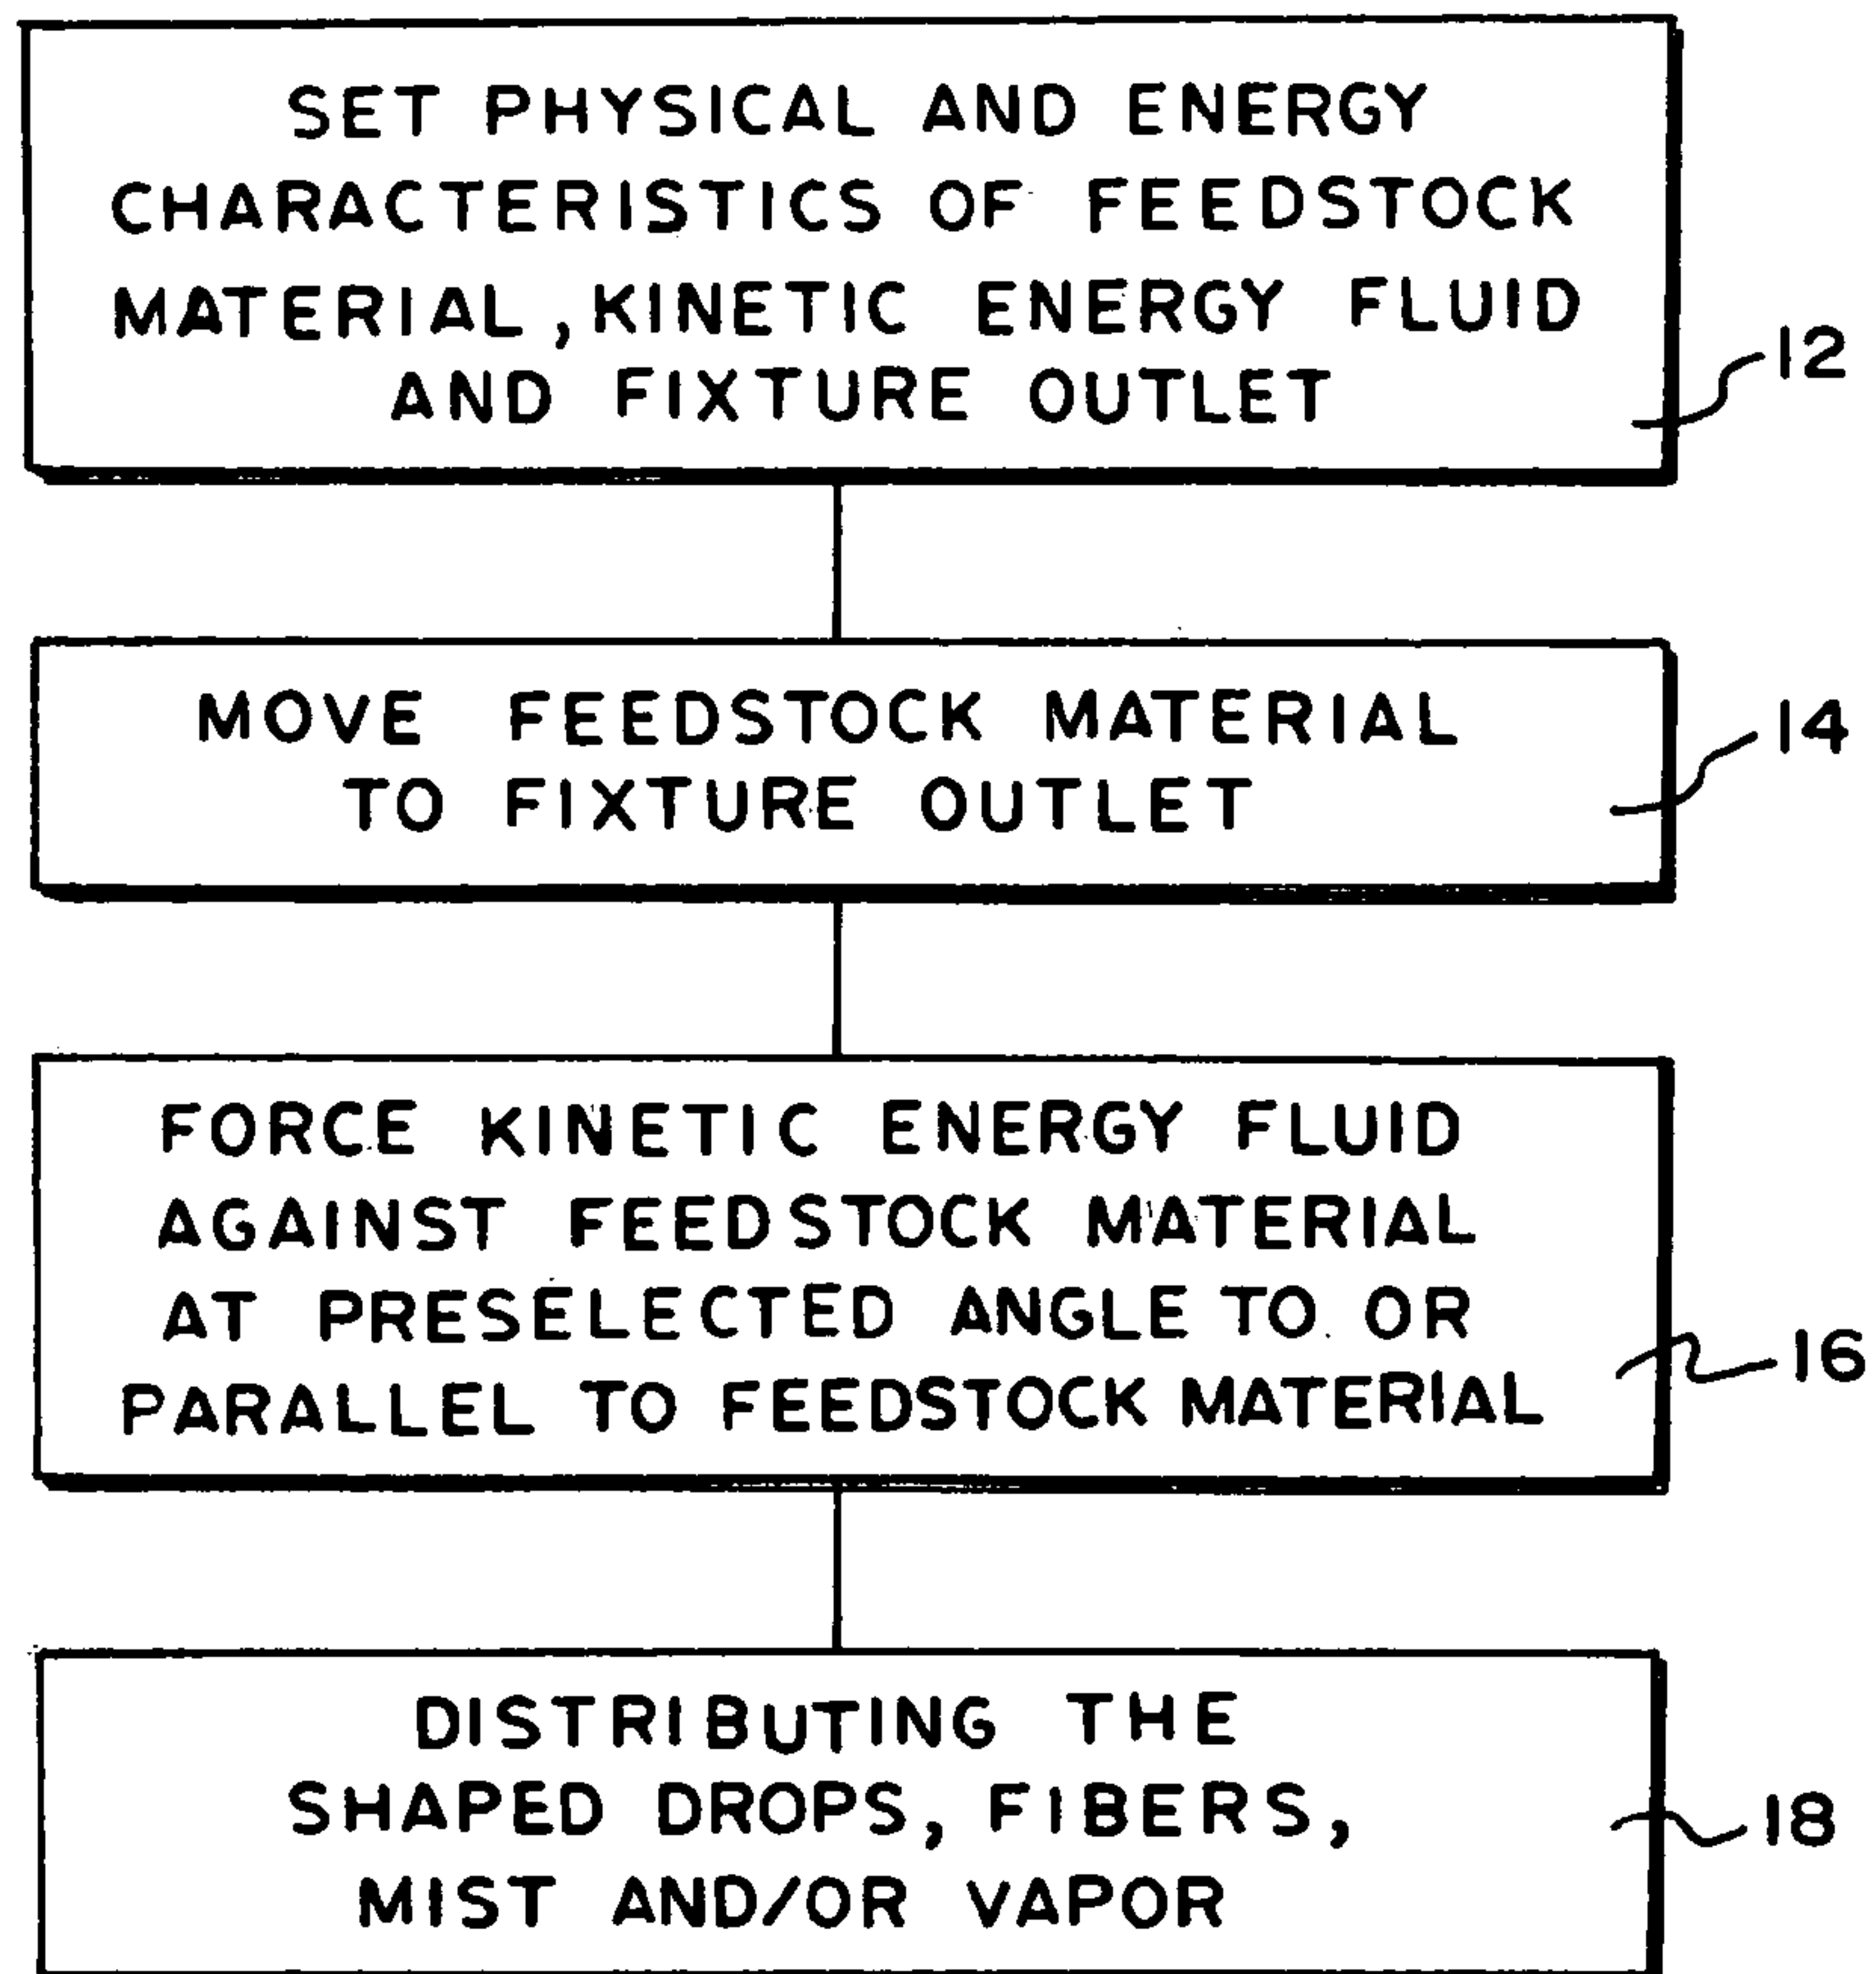 SET PHYSICAL AND ENERGY
CHARACTERISTICS OF FEEDSTOCK
MATERIAL, KINETIC ENERGY FLUID
AND FIXTURE OUTLET
12
MOVE FEEDSTOCK MATERIAL
TO FIXTURE OUTLET
14
FORCE KINETIC ENERGY FLUID
AGAINST FEEDSTOCK MATERIAL
AT PRESELECTED ANGLE TO OR
PARALLEL TO FEEDSTOCK MATERIAL
16
DISTRIBUTING THE
SHAPED DROPS, FIBERS,
MIST AND/OR VAPOR
18